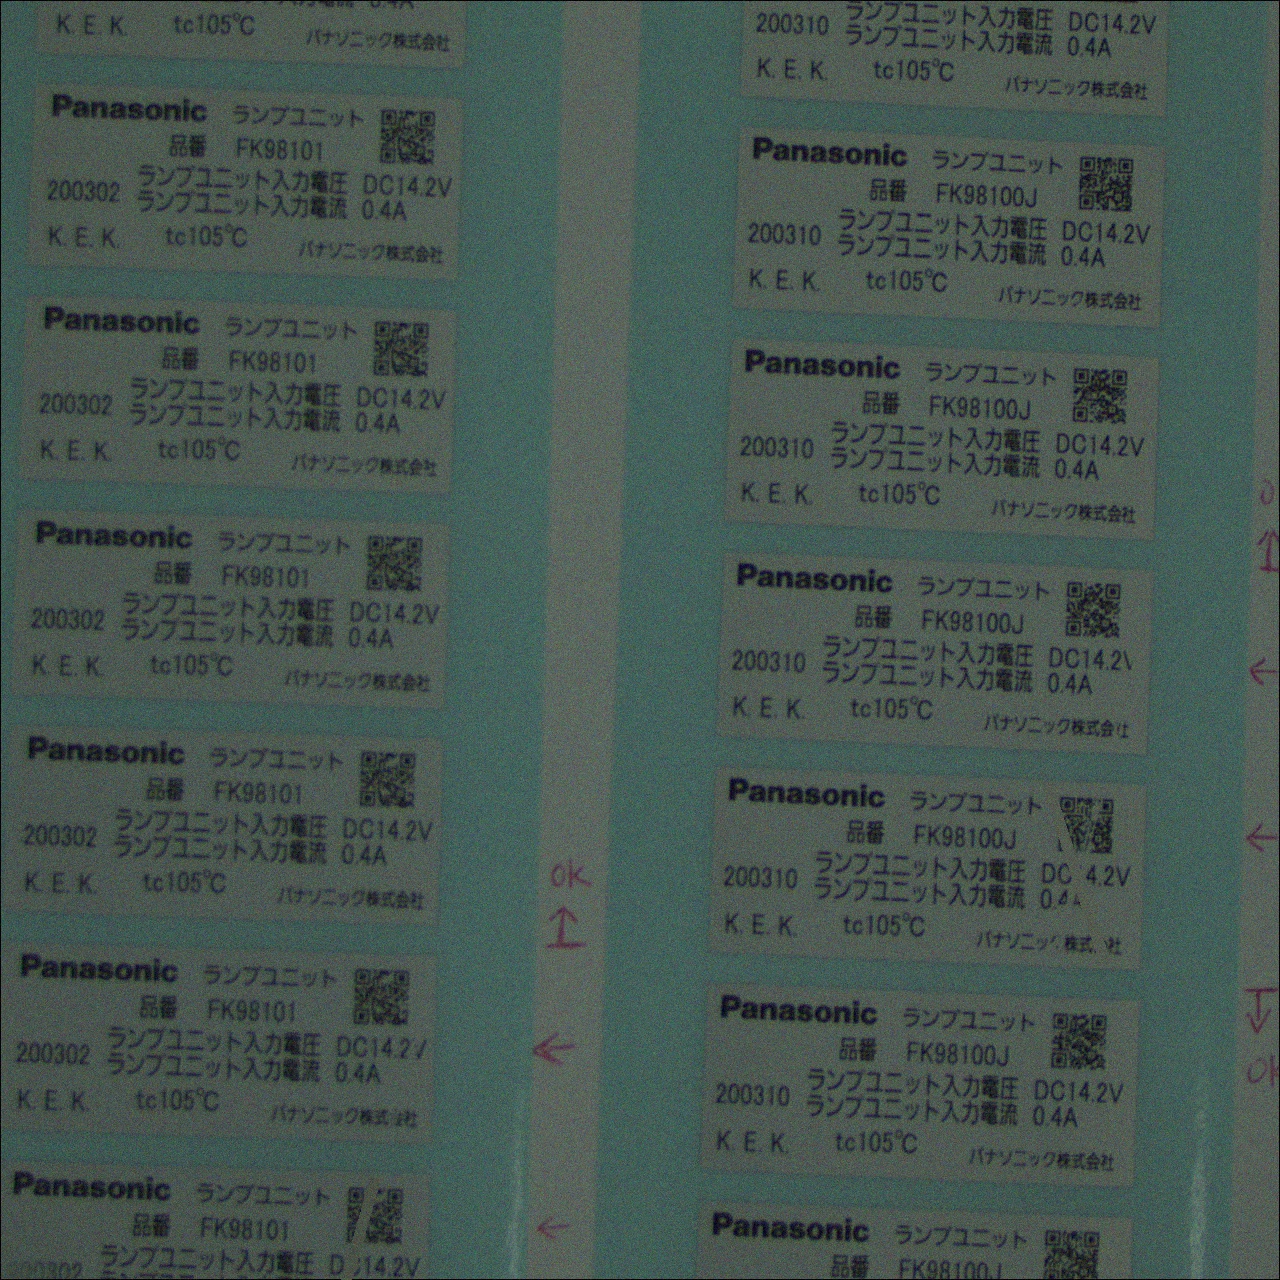 K. E. K. tc105℃ パナソニック株式会社
Panasonic ランプユニット
品番 FK98101
ランプユニット入力電圧 DC14.2V
200302
ランプユニット入力電流 0.4A
K. E. K. tc105℃ パナソニック株式会社
Panasonic ランプユニット
品番 FK98101
ランプユニット入力電圧 DC14.2V
200302
ランプユニット入力電流 0.4A
K. E. K. tc105℃ パナソニック株式会社
Panasonic ランプユニット
品番 FK98101
ランプユニット入力電圧 DC14.2V
200302
ランプユニット入力電流 0.4A
K. E. K. tc105℃ パナソニック株式会社
Panasonic ランプユニット
品番 FK98101
ランプユニット入力電圧 DC14.2V
200302
ランプユニット入力電流 0.4A
K. E. K. tc105℃ パナソニック株式会社
Panasonic ランプユニット
品番 FK98101
ランプユニット入力電圧 DC14.2
200302
ランプユニット入力電流 0.4A
K. E. K. tc105℃ パナソニック株式会社
Panasonic ランプユニット
品番 FK98101
ランプユニット入力電圧 D 14.2V
ok
ランプユニット入力電圧 DC14.2V
200310
ランプユニット入力電流 0.4A
K. E. K. tc105℃ パナソニック株式会社
Panasonic ランプユニット
品番 FK98100J
ランプユニット入力電圧 DC14.2V
200310
ランプユニット入力電流 0.4A
K. E. K. tc105℃ パナソニック株式会社
Panasonic ランプユニット
品番 FK98100J
ランプユニット入力電圧 DC14.2V
200310
ランプユニット入力電流 0.4A
K. E. K. tc105℃ パナソニック株式会社
Panasonic ランプユニット
品番 FK98100J
ランプユニット入力電圧 DC14.2
200310
ランプユニット入力電流 0.4A
K. E. K. tc105℃ パナソニック株式会社
Panasonic ランプユニット
品番 FK98100J
ランプユニット入力電圧 DC 4.2V
200310
ランプユニット入力電流
K. E. K. tc105℃
Panasonic ランプユニット
品番 FK98100J
ランプユニット入力電圧 DC14.2V
200310
ランプユニット入力電流 0.4A
K. E. K. tc105℃ パナソニック株式会社
Panasonic ランプユニット
品番 FK98100J
ok